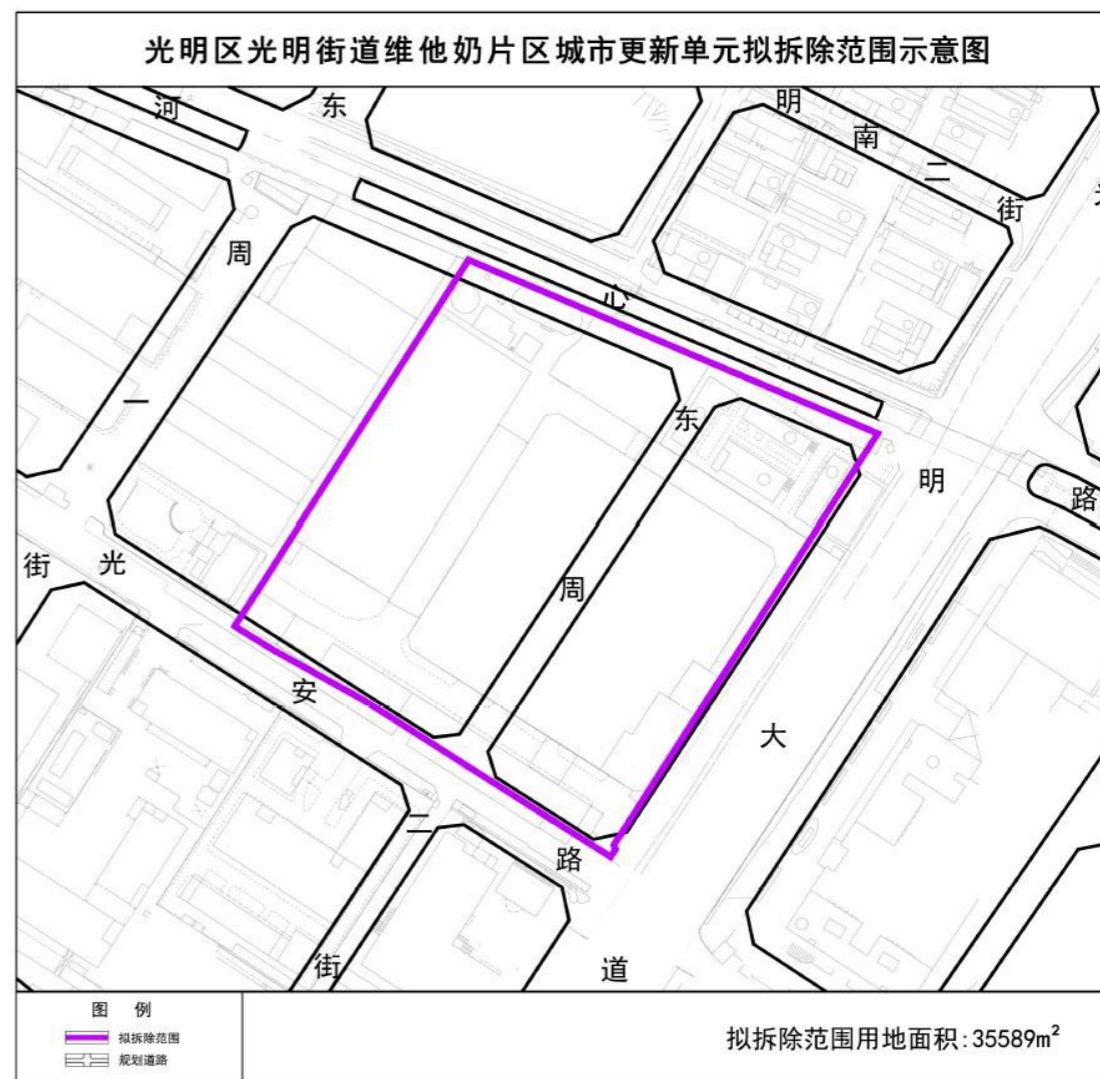 光明区光明街道维他奶片区城市更新单元拟拆除范围示意图
河
东
明
南
二
街
周
心
一
东
明
路
街
光
周
安
大
二
路
街
道
图 例
拟拆除范围
规划道路
拟拆除范围用地面积:35589m²